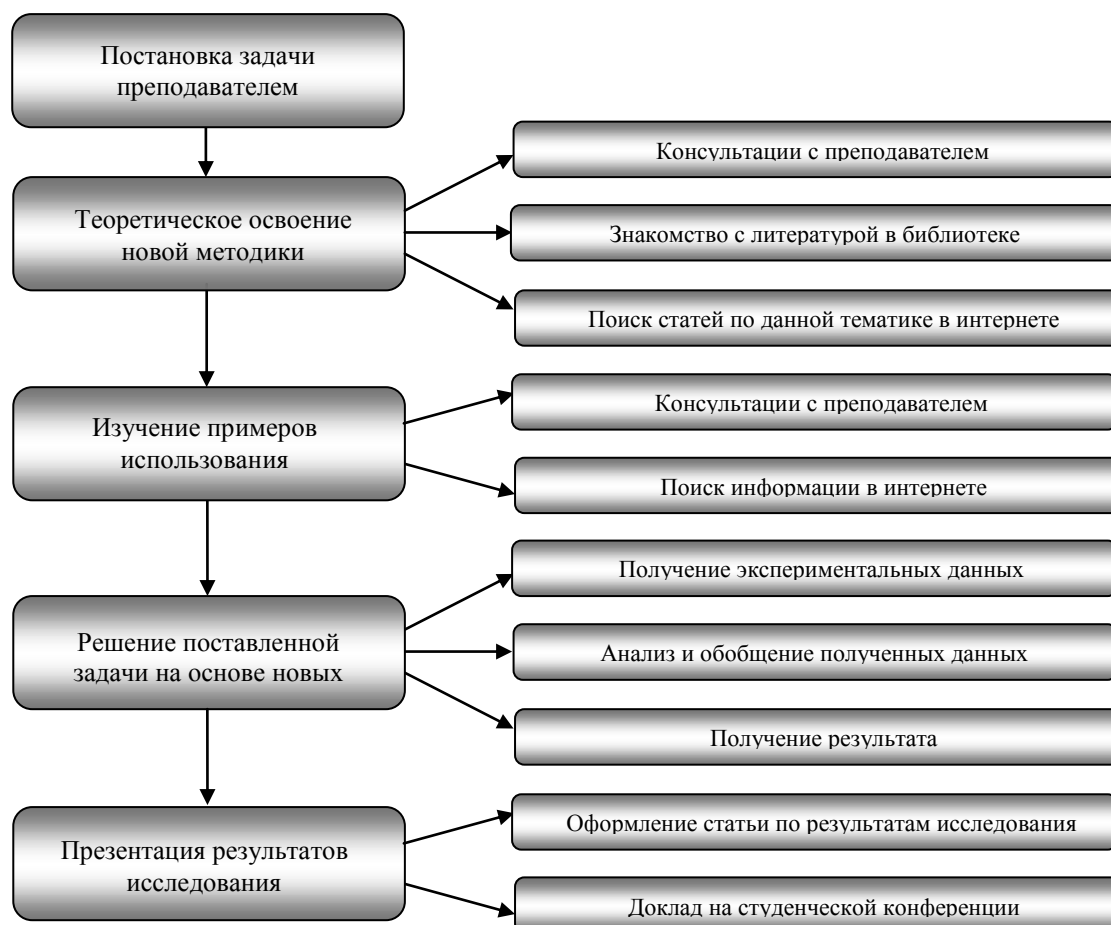 Постановка задачи
преподавателем
Теоретическое освоение
новой методики
Консультации с преподавателем
Знакомство с литературой в библиотеке
Поиск статей по данной тематике в интернете
Изучение примеров
использования
Консультации с преподавателем
Поиск информации в интернете
Решение поставленной
задачи на основе новых
Получение экспериментальных данных
Анализ и обобщение полученных данных
Получение результата
Презентация результатов
исследования
Оформление статьи по результатам исследования
Доклад на студенческой конференции